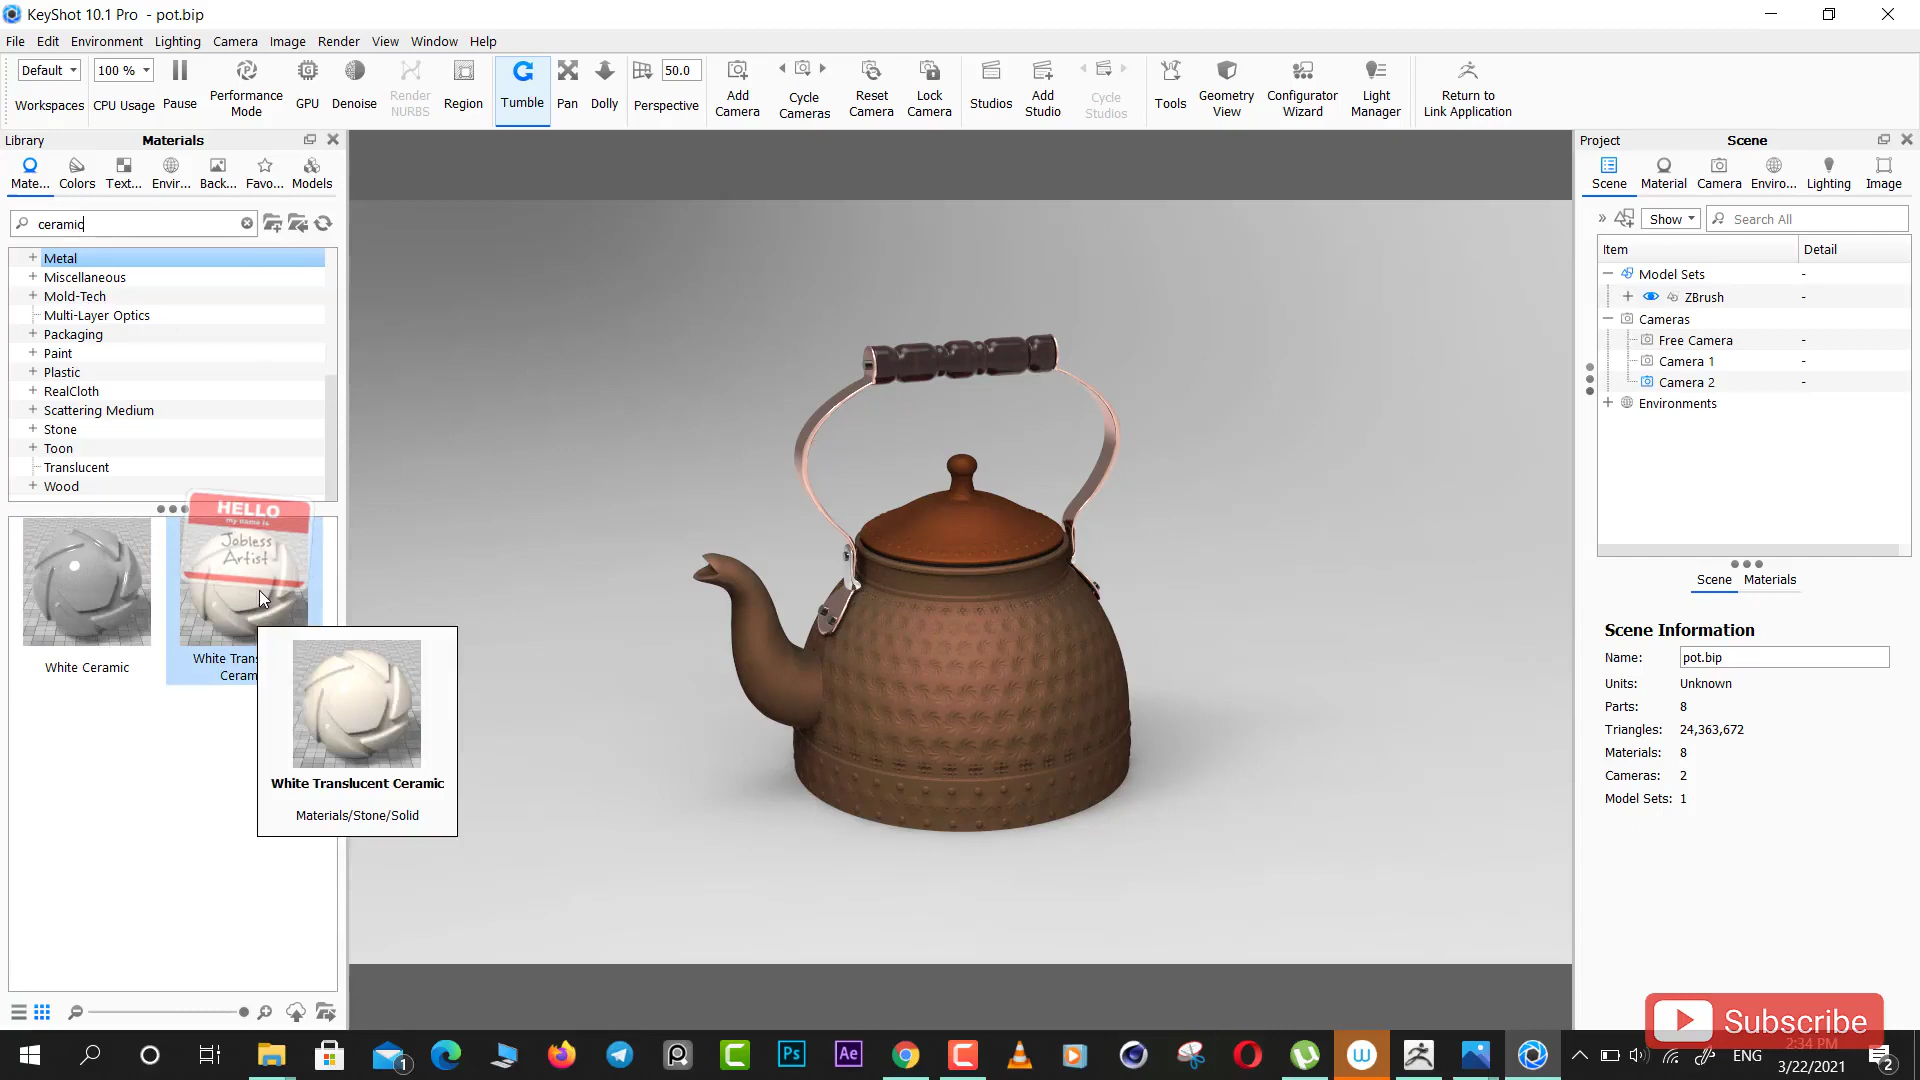 KeyShot 10.1 Pro - pot.bip
File Edit Environment Lighting Camera Image Render View Window Help
Default 100 % 50.0
Workspaces CPU Usage Pause Performance Mode GPU Denoise Render NURBS Region Tumble Pan Dolly Perspective Add Camera Cycle Cameras Reset Camera Lock Camera Studios Add Studio Cycle Studios Tools Geometry View Configurator Wizard Light Manager Return to Link Application
Library Materials
Mate... Colors Text... Envir... Back... Favo... Models
ceramic
Metal
Miscellaneous
Mold-Tech
Multi-Layer Optics
Packaging
Paint
Plastic
RealCloth
Scattering Medium
Stone
Toon
Translucent
Wood
HELLO
my name is
Jobless
Artist
White Ceramic
White Trans
Ceram
White Translucent Ceramic
Materials/Stone/Solid
Project Scene
Scene Material Camera Enviro... Lighting Image
Show Search All
Item Detail
Model Sets -
ZBrush -
Cameras
Free Camera -
Camera 1 -
Camera 2 -
Environments
Scene Materials
Scene Information
Name: pot.bip
Units: Unknown
Parts: 8
Triangles: 24,363,672
Materials: 8
Cameras: 2
Model Sets: 1
Subscribe
1 Ps Ae W ENG 2:34 PM
3/22/2021 2